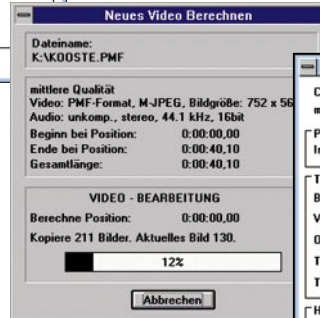 Neues Video Berechnen
Dateiname:
K:\KOOSTE.PMF
mittlere Qualität
Video: PMF-Format, M-JPEG, Bildgröße: 752 x 56
Audio: unkomp., stereo, 44.1 kHz, 16bit
Beginn bei Position: 0:00:00,00
Ende bei Position: 0:00:40,10
Gesamtlänge: 0:00:40,10
VIDEO - BEARBEITUNG
Berechne Position: 0:00:00,00
Kopiere 211 Bilder. Aktuelles Bild 130.
12%
Abbrechen